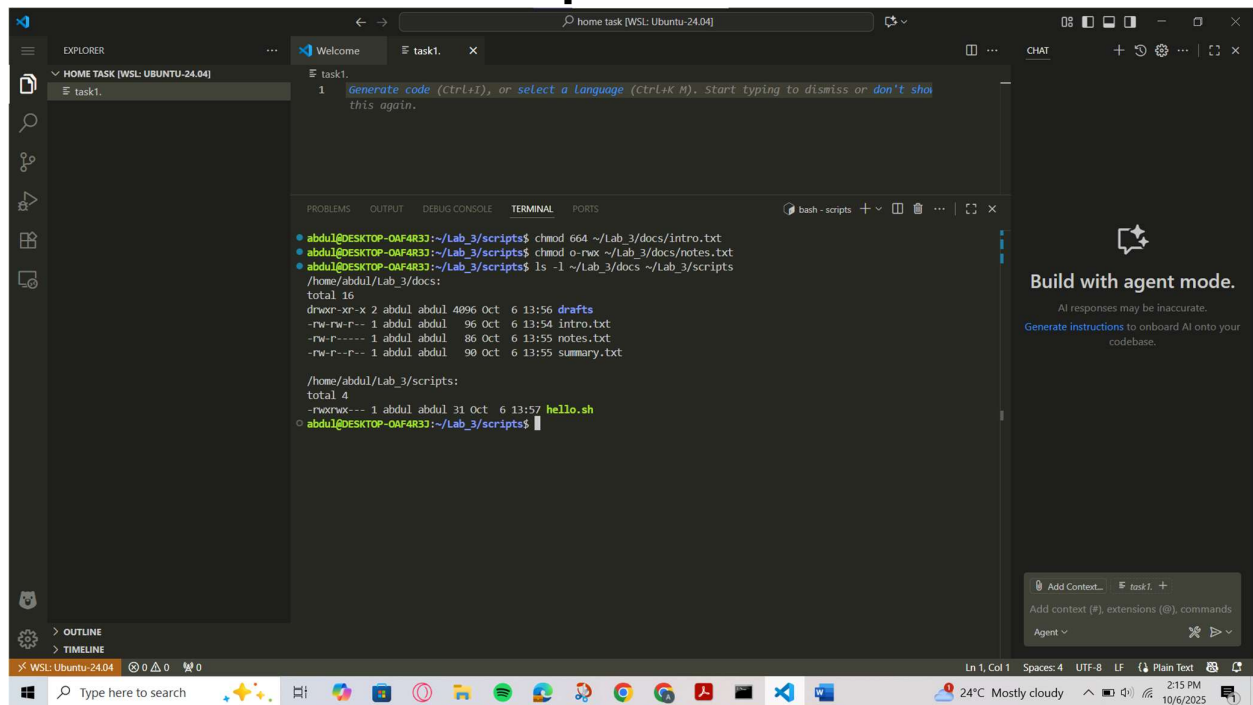 home task [WSL: Ubuntu-24.04]
EXPLORER
HOME TASK [WSL: UBUNTU-24.04]
task1.
OUTLINE
TIMELINE
Welcome
task1.
task1.
1 Generate code (Ctrl+I), or select a language (Ctrl+K M). Start typing to dismiss or don't show
this again.
PROBLEMS OUTPUT DEBUG CONSOLE TERMINAL PORTS
bash - scripts
abdul@DESKTOP-OAF4R3J:~/Lab_3/scripts$ chmod 664 ~/Lab_3/docs/intro.txt
abdul@DESKTOP-OAF4R3J:~/Lab_3/scripts$ chmod o-rwx ~/Lab_3/docs/notes.txt
abdul@DESKTOP-OAF4R3J:~/Lab_3/scripts$ ls -l ~/Lab_3/docs ~/Lab_3/scripts
/home/abdul/Lab_3/docs:
total 16
drwxr-xr-x 2 abdul abdul 4096 Oct 6 13:56 drafts
-rw-rw-r-- 1 abdul abdul 96 Oct 6 13:54 intro.txt
-rw-r----- 1 abdul abdul 86 Oct 6 13:55 notes.txt
-rw-r--r-- 1 abdul abdul 90 Oct 6 13:55 summary.txt
/home/abdul/Lab_3/scripts:
total 4
-rwxrwx--- 1 abdul abdul 31 Oct 6 13:57 hello.sh
abdul@DESKTOP-OAF4R3J:~/Lab_3/scripts$
CHAT
Build with agent mode.
AI responses may be inaccurate.
Generate instructions to onboard AI onto your
codebase.
Add Context... task1.
Add context (#), extensions (@), commands
Agent
WSL: Ubuntu-24.04 0 0 0
Ln 1, Col 1 Spaces: 4 UTF-8 LF Plain Text
Type here to search
24°C Mostly cloudy
2:15 PM
10/6/2025